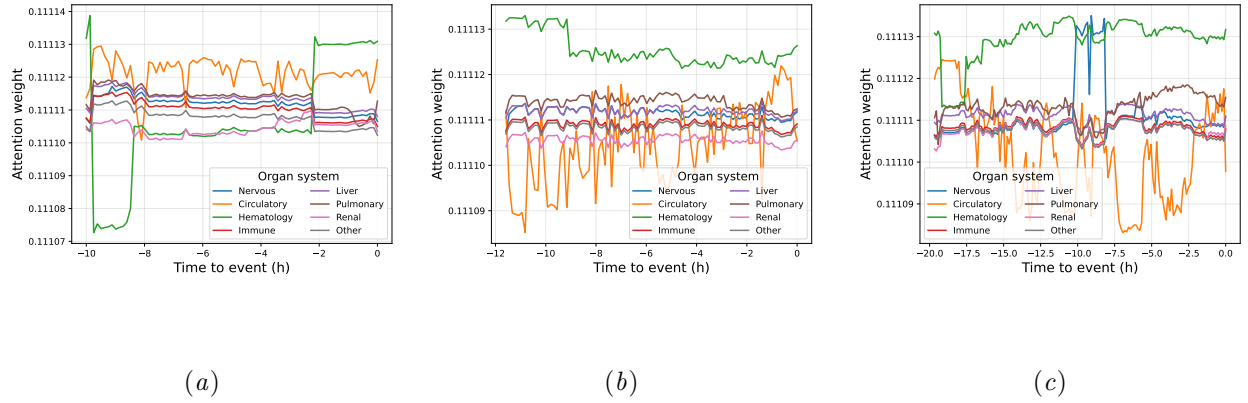 Attention weight
0.11114
0.11113
0.11112
0.11111
0.11110
0.11109
0.11108
0.11107
−10
−8
−6
−4
−2
0
Time to event (h)
Organ system
Nervous
Circulatory
Hematology
Immune
Liver
Pulmonary
Renal
Other
(a)
Attention weight
0.11113
0.11112
0.11111
0.11110
0.11109
−12
−10
−8
−6
−4
−2
0
Time to event (h)
Organ system
Nervous
Circulatory
Hematology
Immune
Liver
Pulmonary
Renal
Other
(b)
Attention weight
0.11113
0.11112
0.11111
0.11110
0.11109
−20.0
−17.5
−15.0
−12.5
−10.0
−7.5
−5.0
−2.5
0.0
Time to event (h)
Organ system
Nervous
Circulatory
Hematology
Immune
Liver
Pulmonary
Renal
Other
(c)